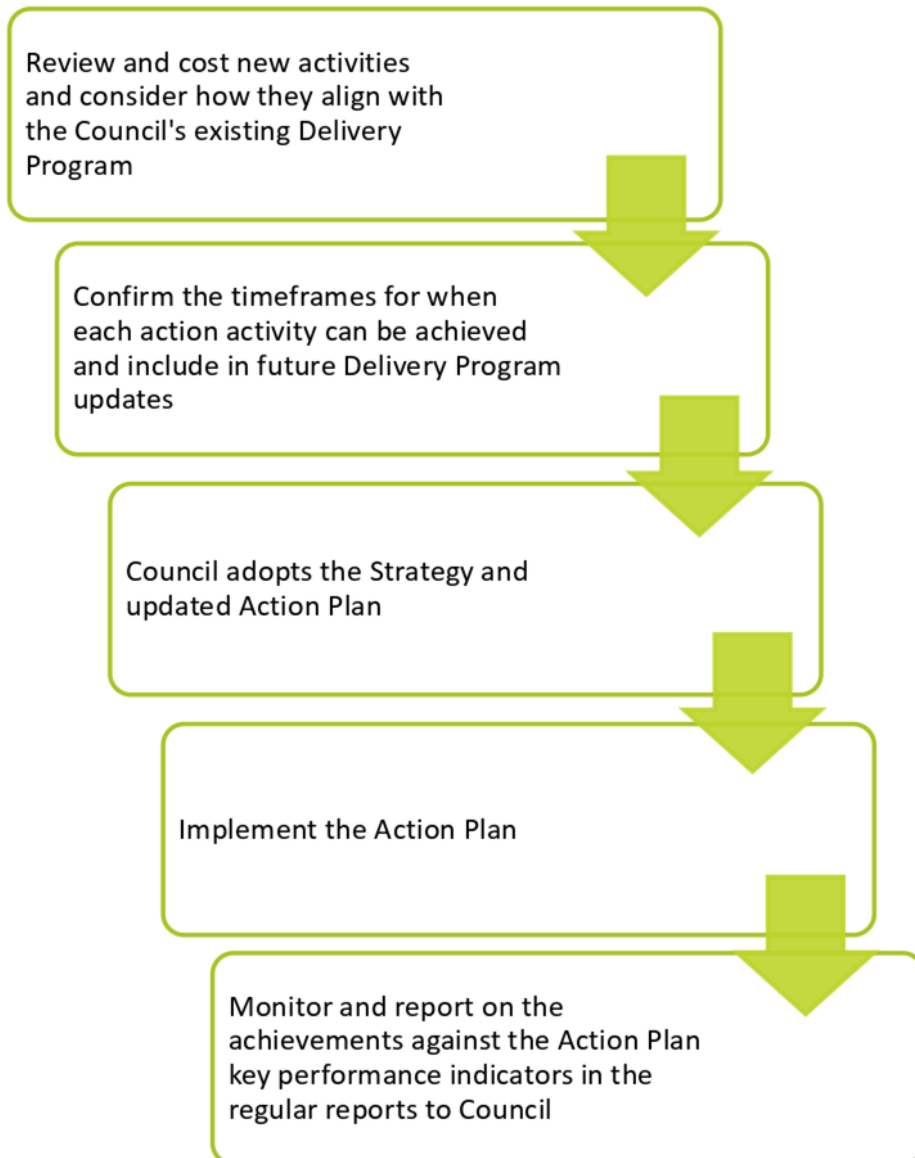 Review and cost new activities
and consider how they align with
the Council's existing Delivery
Program
Confirm the timeframes for when
each action activity can be achieved
and include in future Delivery Program
updates
Council adopts the Strategy and
updated Action Plan
Implement the Action Plan
Monitor and report on the
achievements against the Action Plan
key performance indicators in the
regular reports to Council